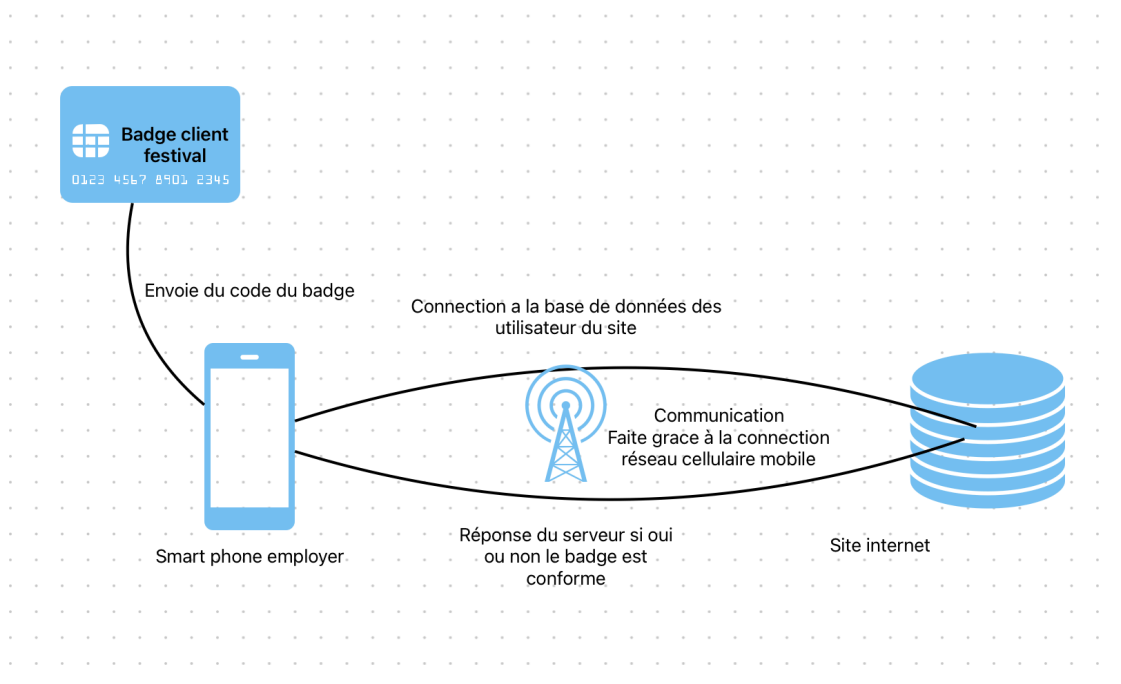 Badge client
festival
0123 4567 8901 2345
Envoie du code du badge
Connection a la base de données des
utilisateur du site
Communication
Faite grace à la connection
réseau cellulaire mobile
Réponse du serveur si oui
ou non le badge est
conforme
Smart phone employer
Site internet